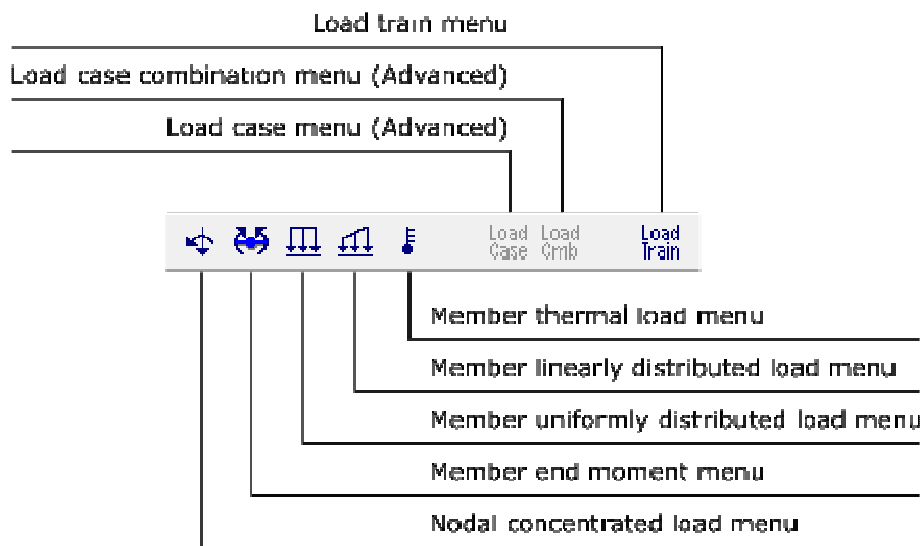 Load train menu
Load case combination menu (Advanced)
Load case menu (Advanced)
Load Load Load
Case Cmb Train
Member thermal load menu
Member linearly distributed load menu
Member uniformly distributed load menu
Member end moment menu
Nodal concentrated load menu